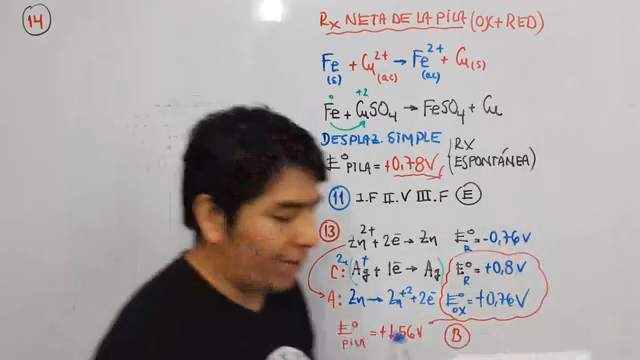 14
Rx NETA DE LA PILA (OX+RED)
Fe(s) + Cu²⁺(ac) → Fe²⁺(ac) + Cu(s)
0 +2
Fe + CuSO₄ → FeSO₄ + Cu
DESPLAZ. SIMPLE
E°PILA = +0,78V RX ESPONTÁNEA
11 I.F II.V III.F E
13 Zn²⁺ + 2e⁻ → Zn E°R = -0,76V
C: 2x(Ag⁺ + 1e⁻ → Ag) E°R = +0,8V
A: Zn → Zn⁺² + 2e⁻ E°OX = +0,76V
E°PILA = +1,56V B